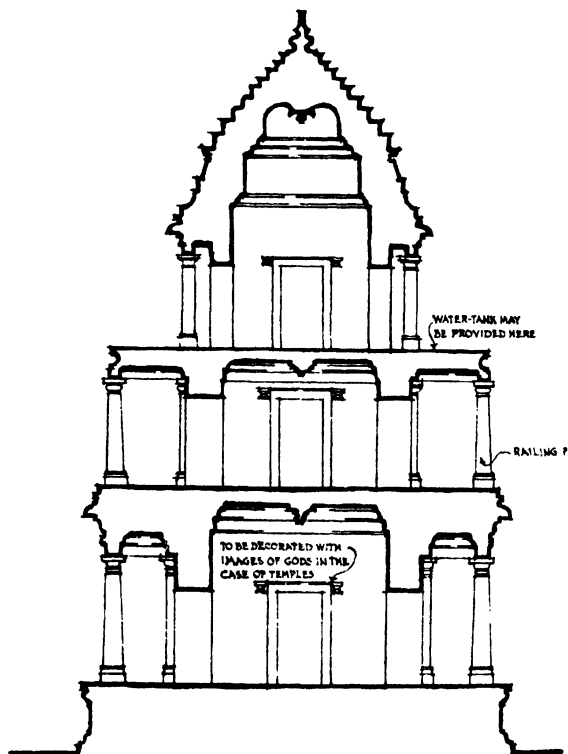 WATER-TANK MAY
BE PROVIDED HERE
RAILING P
TO BE DECORATED WITH
IMAGES OF GODS IN THE
CASE OF TEMPLES